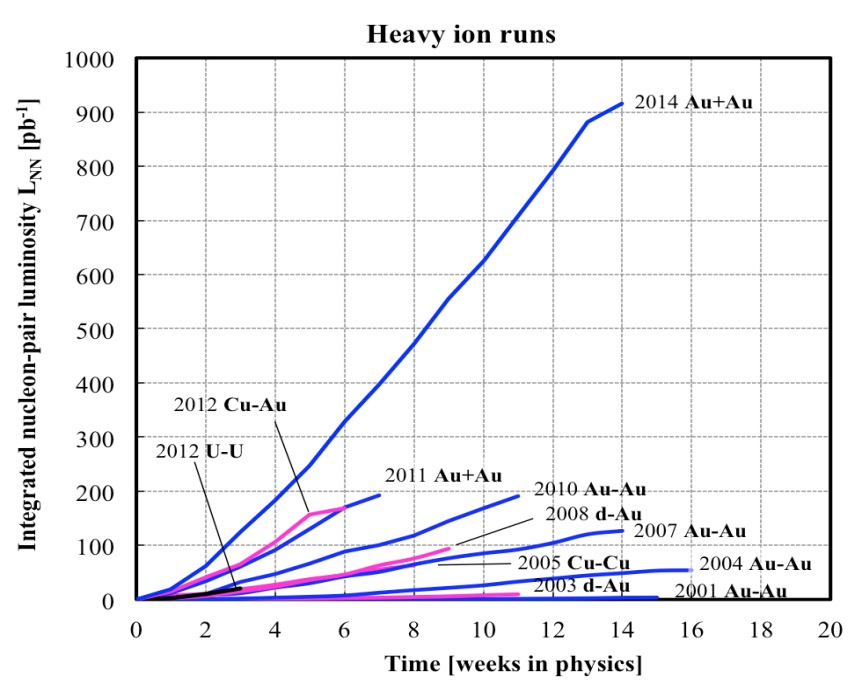 Heavy ion runs
Integrated nucleon-pair luminosity L_NN [pb⁻¹]
1000
900
800
700
600
500
400
300
200
100
0
2014 Au+Au
2012 Cu-Au
2012 U-U
2011 Au+Au
2010 Au-Au
2008 d-Au
2007 Au-Au
2005 Cu-Cu
2004 Au-Au
2003 d-Au
2001 Au-Au
0 2 4 6 8 10 12 14 16 18 20
Time [weeks in physics]